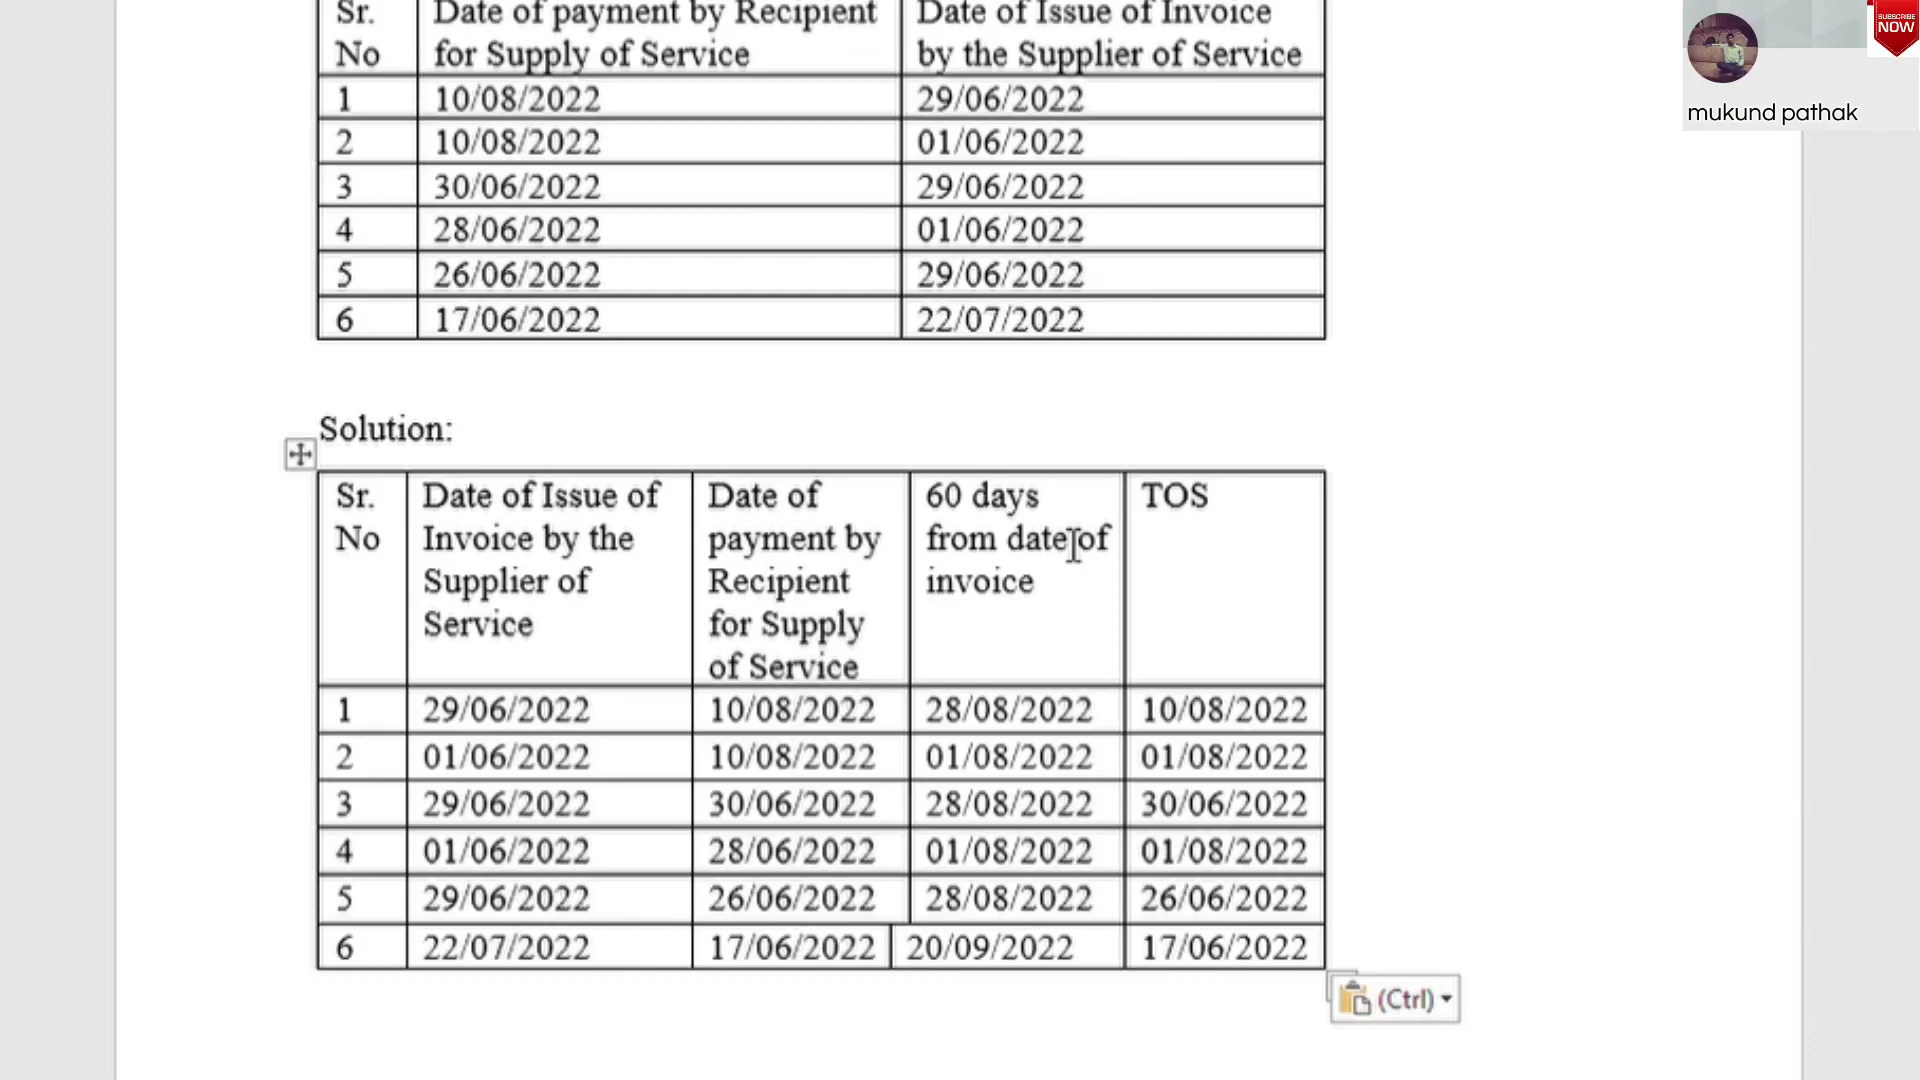 Sr. No | Date of payment by Recipient for Supply of Service | Date of Issue of Invoice by the Supplier of Service
1 | 10/08/2022 | 29/06/2022
2 | 10/08/2022 | 01/06/2022
3 | 30/06/2022 | 29/06/2022
4 | 28/06/2022 | 01/06/2022
5 | 26/06/2022 | 29/06/2022
6 | 17/06/2022 | 22/07/2022
Solution:
Sr. No | Date of Issue of Invoice by the Supplier of Service | Date of payment by Recipient for Supply of Service | 60 days from date of invoice | TOS
1 | 29/06/2022 | 10/08/2022 | 28/08/2022 | 10/08/2022
2 | 01/06/2022 | 10/08/2022 | 01/08/2022 | 01/08/2022
3 | 29/06/2022 | 30/06/2022 | 28/08/2022 | 30/06/2022
4 | 01/06/2022 | 28/06/2022 | 01/08/2022 | 01/08/2022
5 | 29/06/2022 | 26/06/2022 | 28/08/2022 | 26/06/2022
6 | 22/07/2022 | 17/06/2022 | 20/09/2022 | 17/06/2022
(Ctrl)
SUBSCRIBE
NOW
mukund pathak